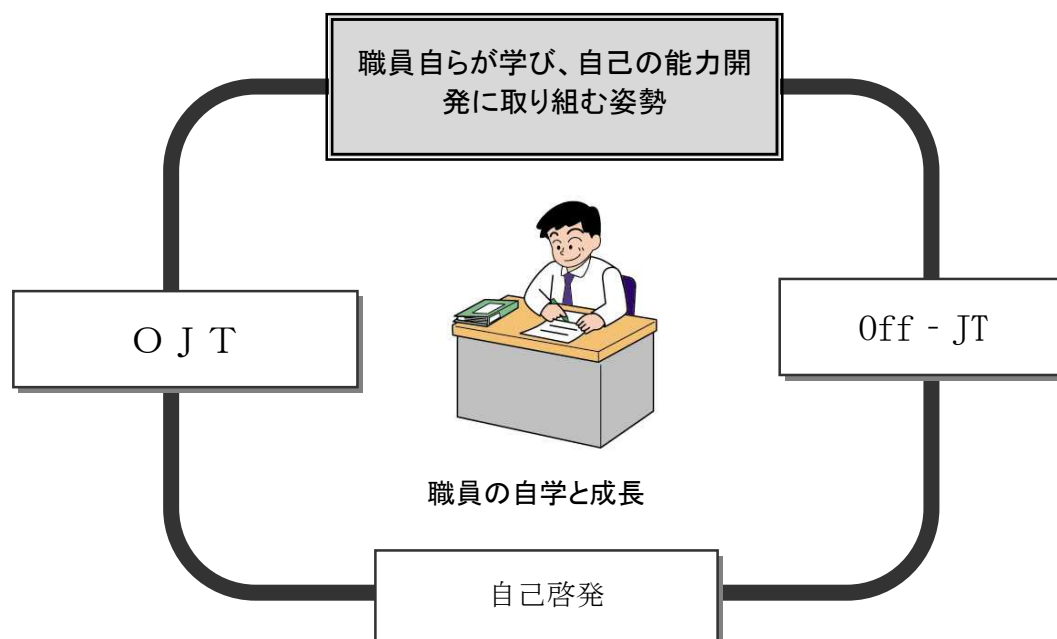 職員自らが学び、自己の能力開
発に取り組む姿勢
ＯＪＴ
Off‐JT
職員の自学と成長
自己啓発